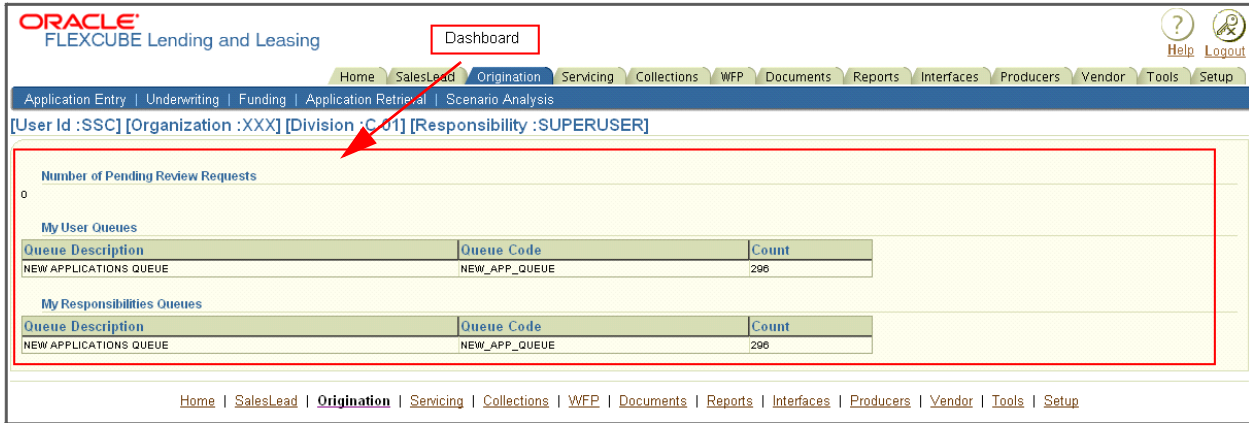 ORACLE
FLEXCUBE Lending and Leasing
Dashboard
Help Logout
Home SalesLead Origination Servicing Collections WFP Documents Reports Interfaces Producers Vendor Tools Setup
Application Entry | Underwriting | Funding | Application Retrieval | Scenario Analysis
[User Id :SSC] [Organization :XXX] [Division :C-01] [Responsibility :SUPERUSER]
Number of Pending Review Requests
0
My User Queues
Queue Description Queue Code Count
NEW APPLICATIONS QUEUE NEW_APP_QUEUE 296
My Responsibilities Queues
Queue Description Queue Code Count
NEW APPLICATIONS QUEUE NEW_APP_QUEUE 296
Home | SalesLead | Origination | Servicing | Collections | WFP | Documents | Reports | Interfaces | Producers | Vendor | Tools | Setup